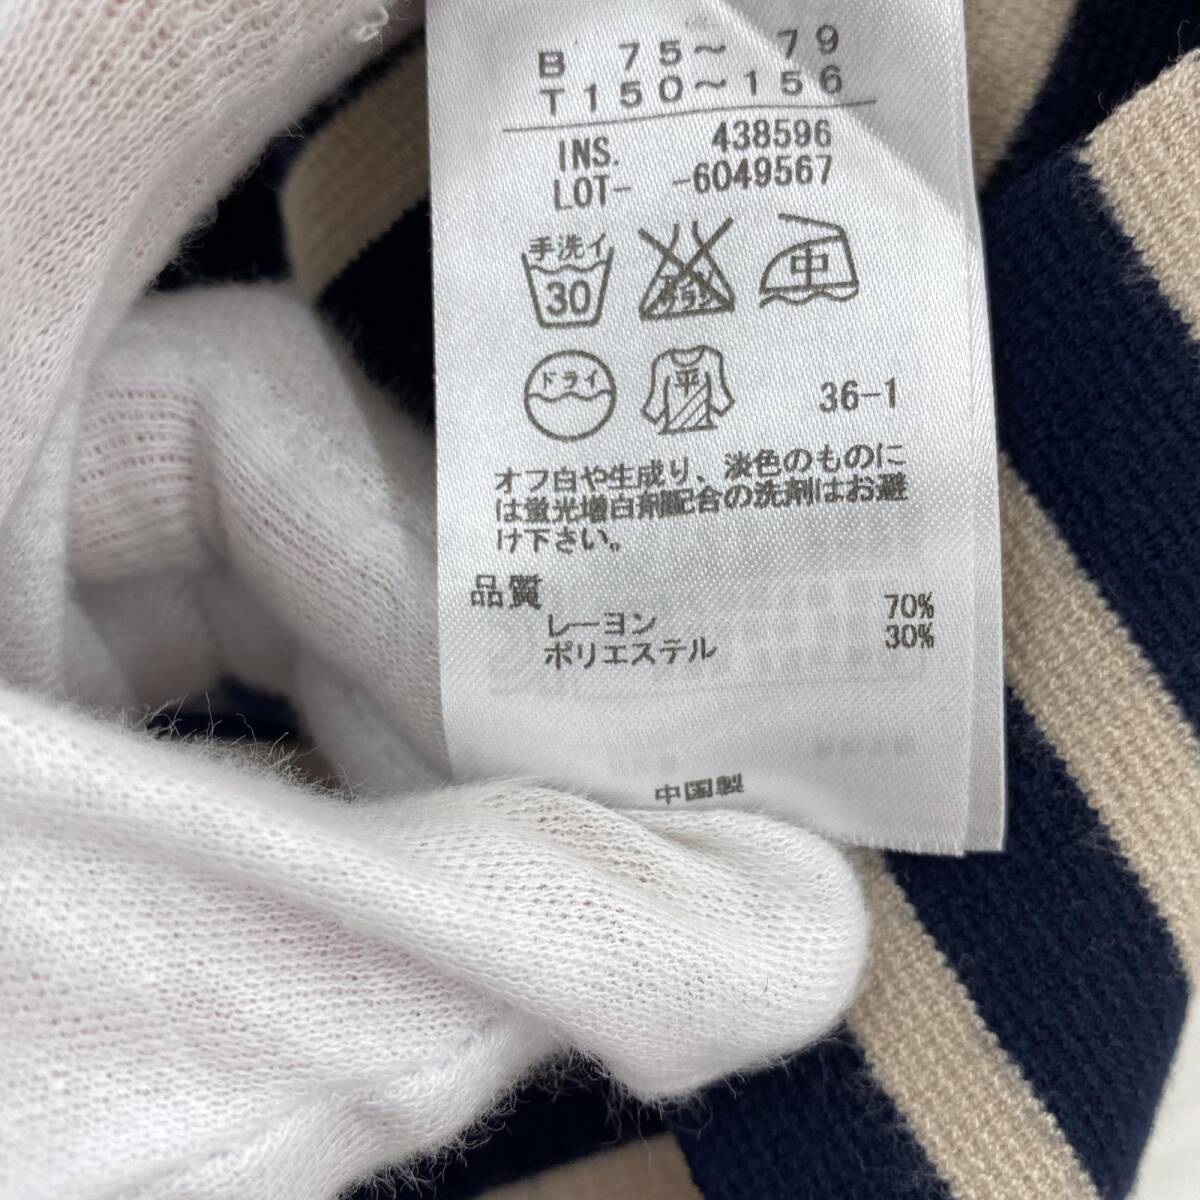 B 75～ 79
T150～156
INS. 438596
LOT- -6049567
手洗イ
30
中
ドライ
平
36-1
オフ白や生成り、淡色のものに
は蛍光増白剤配合の洗剤はお避
け下さい。
品質
レーヨン 70%
ポリエステル 30%
中国製